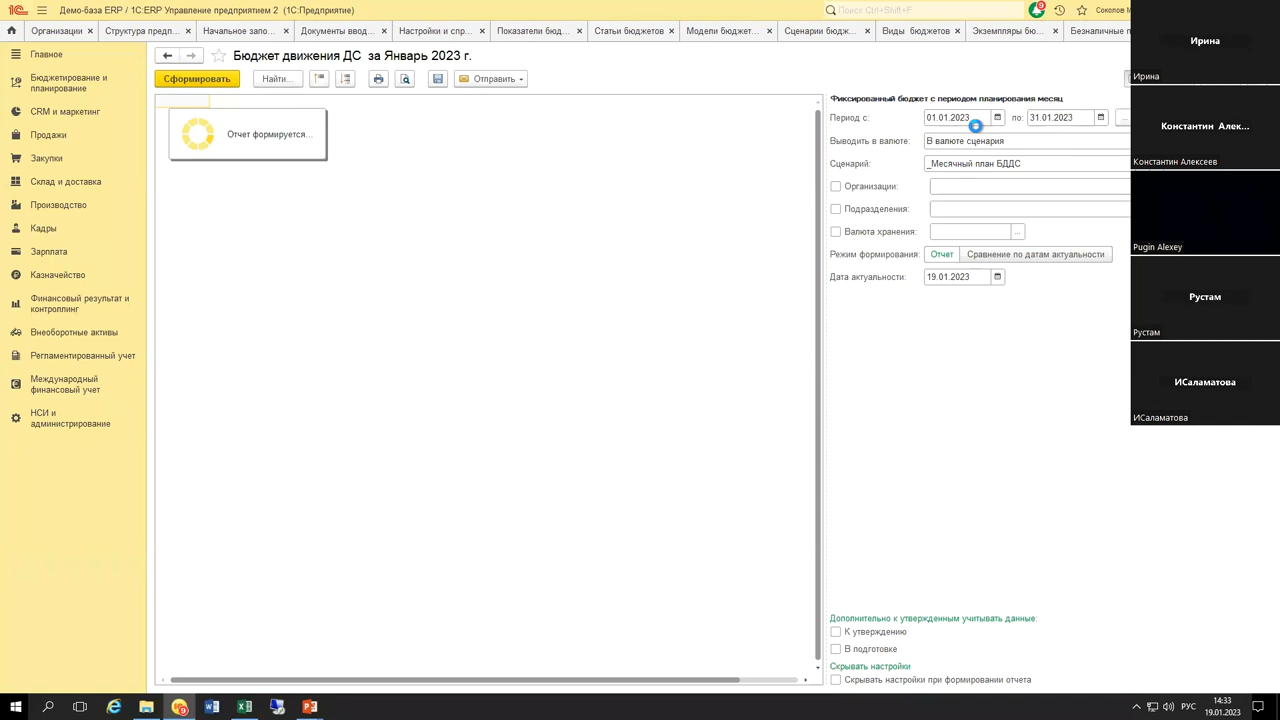 Демо-база ERP / 1С:ERP Управление предприятием 2 (1С:Предприятие)
Поиск Ctrl+Shift+F
9
Соколов М
Организации
Структура предп...
Начальное запо...
Документы ввод...
Настройки и спр...
Показатели бюд...
Статьи бюджетов
Модели бюджет...
Сценарии бюдж...
Виды бюджетов
Экземпляры бю...
Безналичные п
Главное
Бюджетирование и
планирование
CRM и маркетинг
Продажи
Закупки
Склад и доставка
Производство
Кадры
Зарплата
Казначейство
Финансовый результат и
контроллинг
Внеоборотные активы
Регламентированный учет
Международный
финансовый учет
НСИ и
администрирование
Бюджет движения ДС за Январь 2023 г.
Сформировать
Найти...
Отправить
Отчет формируется...
Фиксированный бюджет с периодом планирования месяц
Период с: 01.01.2023 по: 31.01.2023 ...
Выводить в валюте: В валюте сценария
Сценарий: _Месячный план БДДС
Организации:
Подразделения:
Валюта хранения: ...
Режим формирования: Отчет Сравнение по датам актуальности
Дата актуальности: 19.01.2023
Дополнительно к утвержденным учитывать данные:
К утверждению
В подготовке
Скрывать настройки
Скрывать настройки при формировании отчета
Ирина
Ирина
Константин Алек...
Константин Алексеев
Pugin Alexey
Рустам
Рустам
ИСаламатова
ИСаламатова
РУС
14:33
19.01.2023